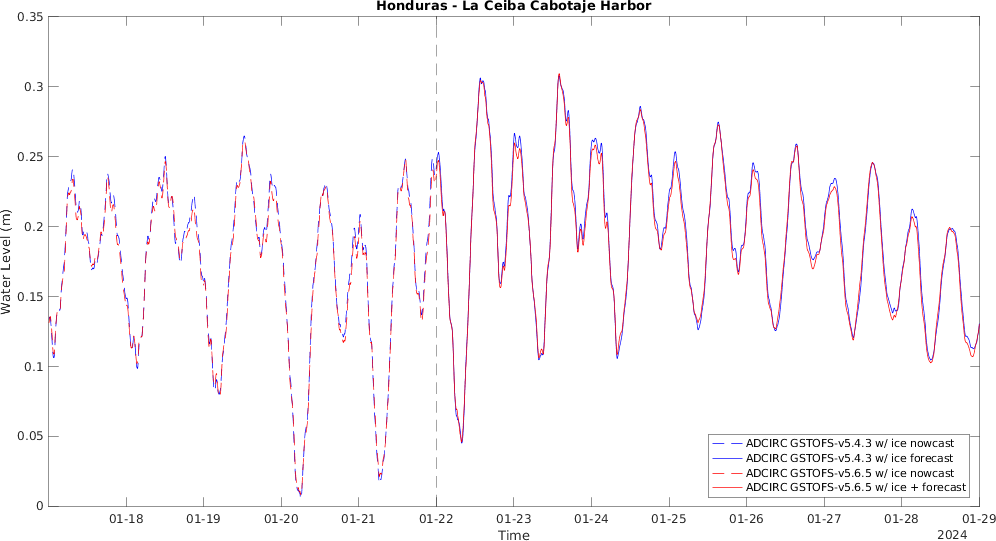 Honduras - La Ceiba Cabotaje Harbor
0.35
0.3
0.25
0.2
0.15
0.1
0.05
0
Water Level (m)
ADCIRC GSTOFS-v5.4.3 w/ ice nowcast
ADCIRC GSTOFS-v5.4.3 w/ ice forecast
ADCIRC GSTOFS-v5.6.5 w/ ice nowcast
ADCIRC GSTOFS-v5.6.5 w/ ice + forecast
01-18 01-19 01-20 01-21 01-22 01-23 01-24 01-25 01-26 01-27 01-28 01-29
Time 2024